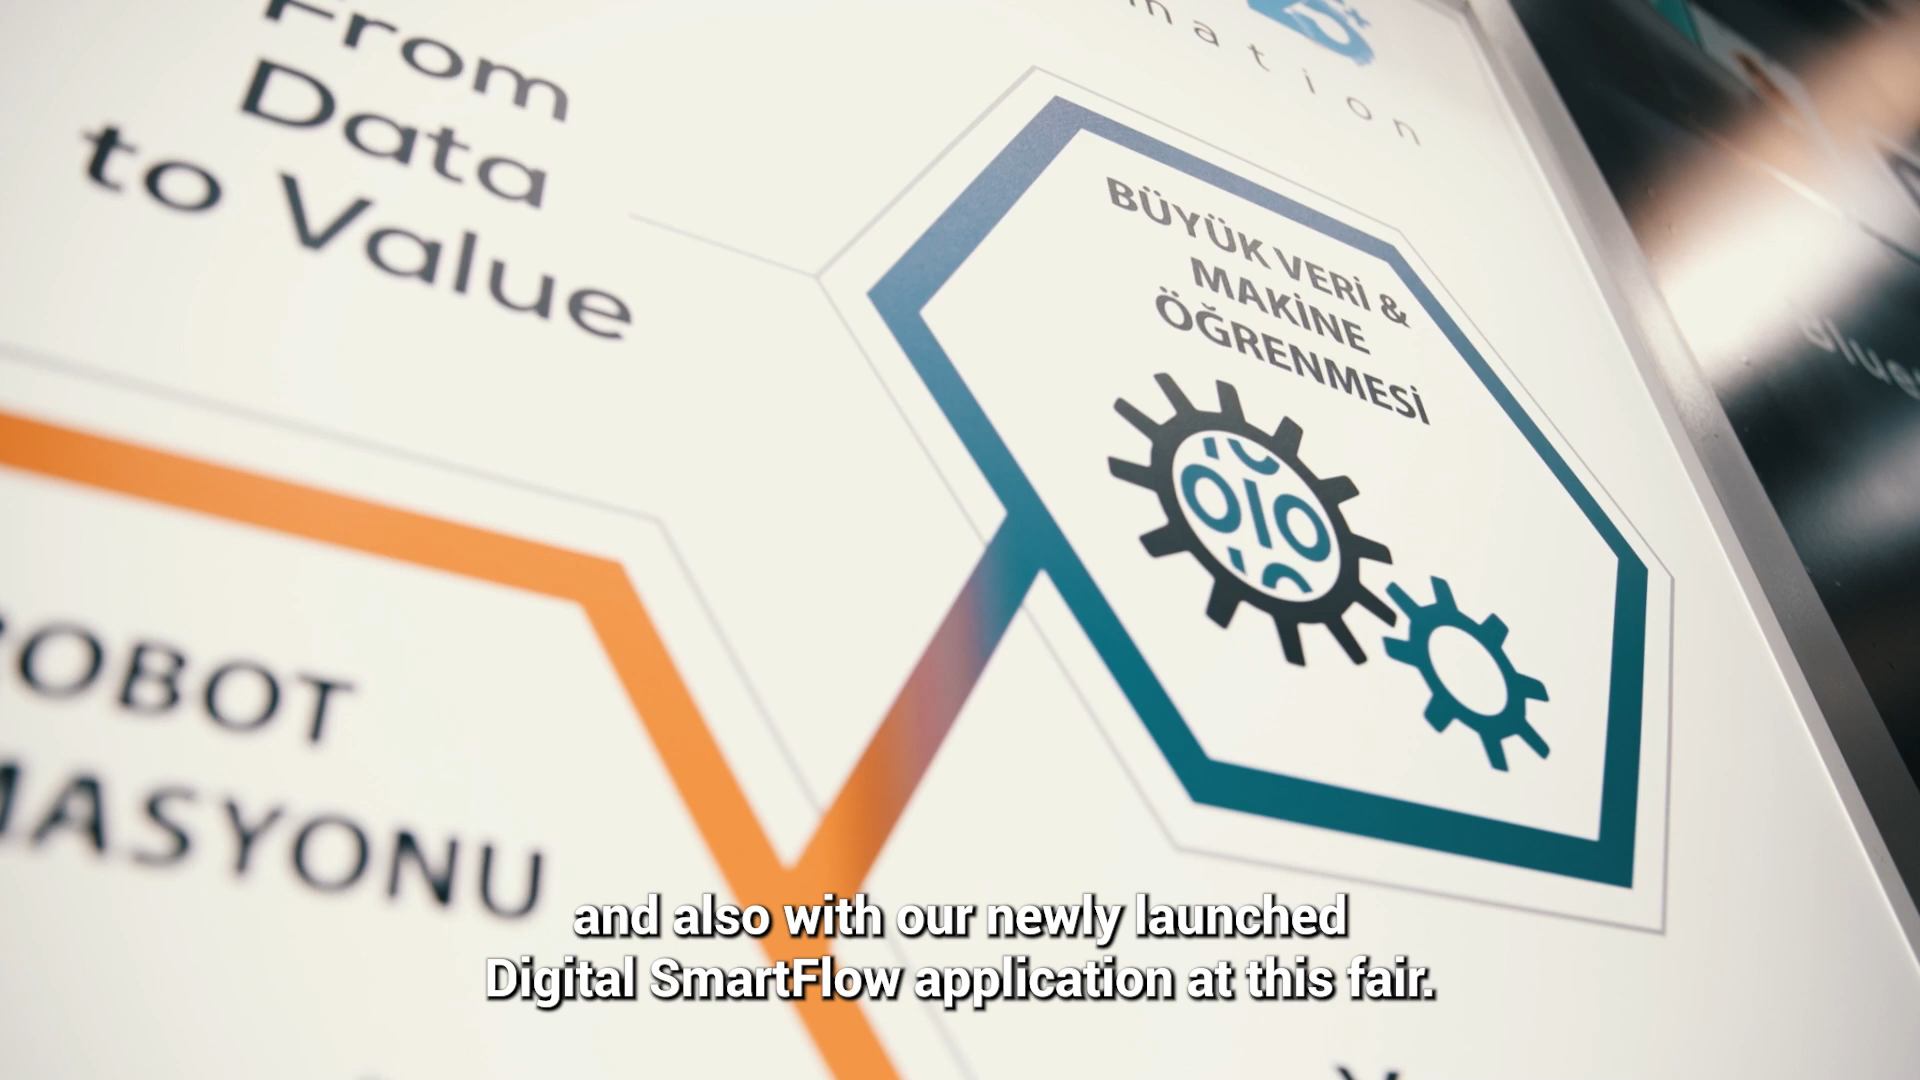 From
Data
to Value
mation
BÜYÜK VERİ &
MAKİNE
ÖĞRENMESİ
010
OBOT
MASYONU
and also with our newly launched
Digital SmartFlow application at this fair.